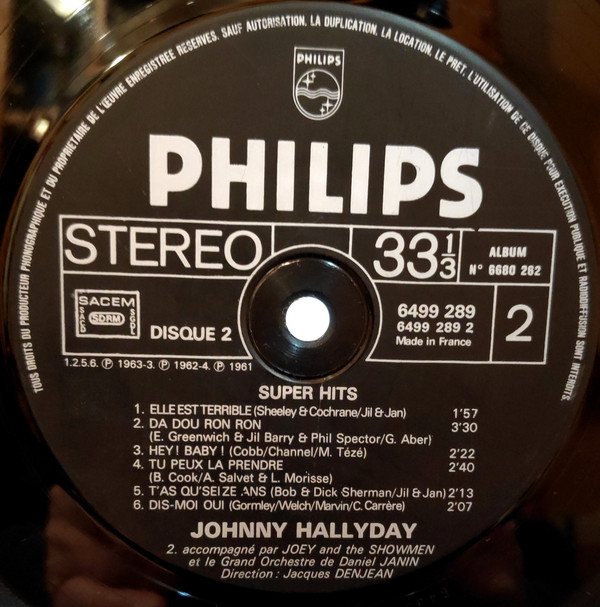 TOUS DROITS DU PRODUCTEUR PHONOGRAPHIQUE ET DU PROPRIETAIRE DE L'ŒUVRE ENREGISTREE RESERVES. SAUF AUTORISATION. LA DUPLICATION. LA LOCATION. LE PRET. L'UTILISATION DE CE DISQUE POUR EXECUTION PUBLIQUE ET RADIODIFFUSION SONT INTERDITS.
PHILIPS
PHILIPS
STEREO
33 1/3
ALBUM
N° 6680 262
SACEM
SACD
SDRM
SGDL
DISQUE 2
6499 289
6499 289 2
Made in France
2
1.2.5.6. Ⓟ 1963-3. Ⓟ 1962-4. Ⓟ 1961
SUPER HITS
1. ELLE EST TERRIBLE (Sheeley & Cochrane/Jil & Jan) 1'57
2. DA DOU RON RON 3'30
(E. Greenwich & Jil Barry & Phil Spector/G. Aber)
3. HEY! BABY! (Cobb/Channel/M. Tézé) 2'22
4. TU PEUX LA PRENDRE 2'40
(B. Cook/A. Salvet & L. Morisse)
5. T'AS QU'SEIZE ANS (Bob & Dick Sherman/Jil & Jan) 2'13
6. DIS-MOI OUI (Gormley/Welch/Marvin/C. Carrère) 2'07
JOHNNY HALLYDAY
2. accompagné par JOEY and the SHOWMEN
et le Grand Orchestre de Daniel JANIN
Direction : Jacques DENJEAN